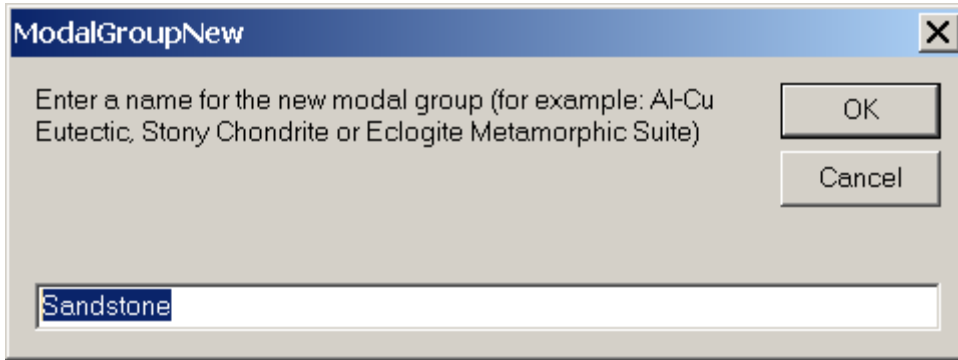 ModalGroupNew
Enter a name for the new modal group (for example: Al-Cu
Eutectic, Stony Chondrite or Eclogite Metamorphic Suite)
OK
Cancel
Sandstone